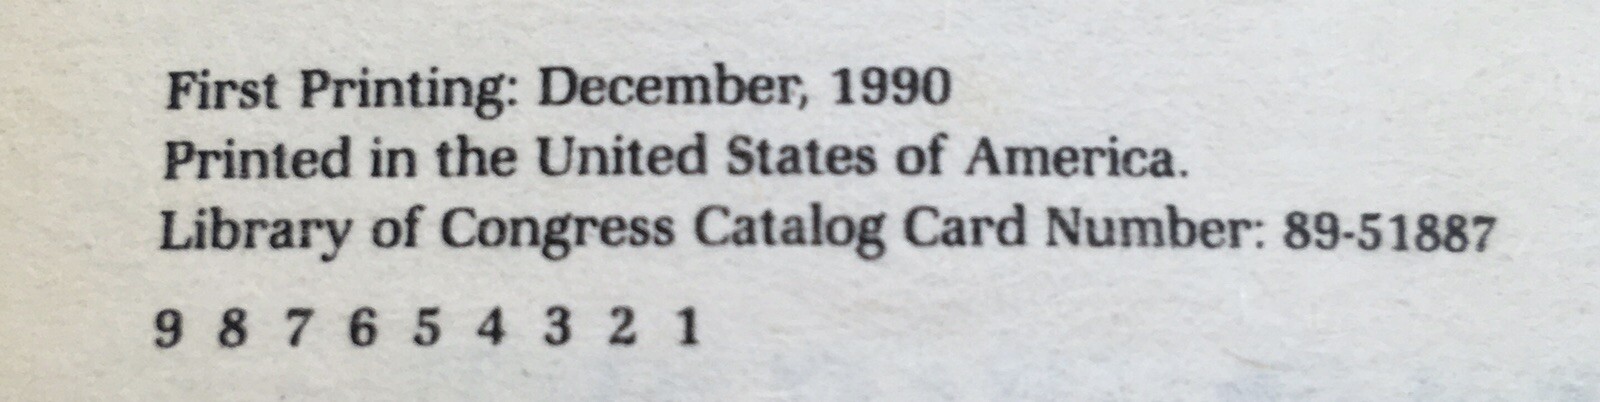 First Printing: December, 1990
Printed in the United States of America.
Library of Congress Catalog Card Number: 89-51887
9 8 7 6 5 4 3 2 1